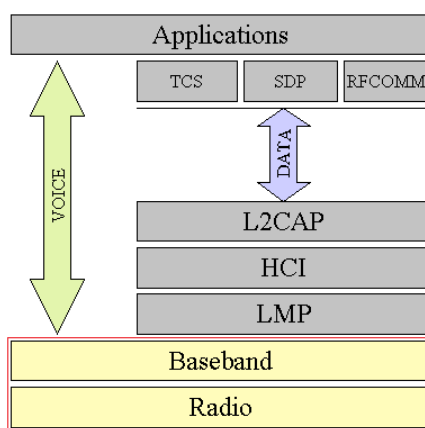 Applications
TCS SDP RFCOMM
VOICE
DATA
L2CAP
HCI
LMP
Baseband
Radio